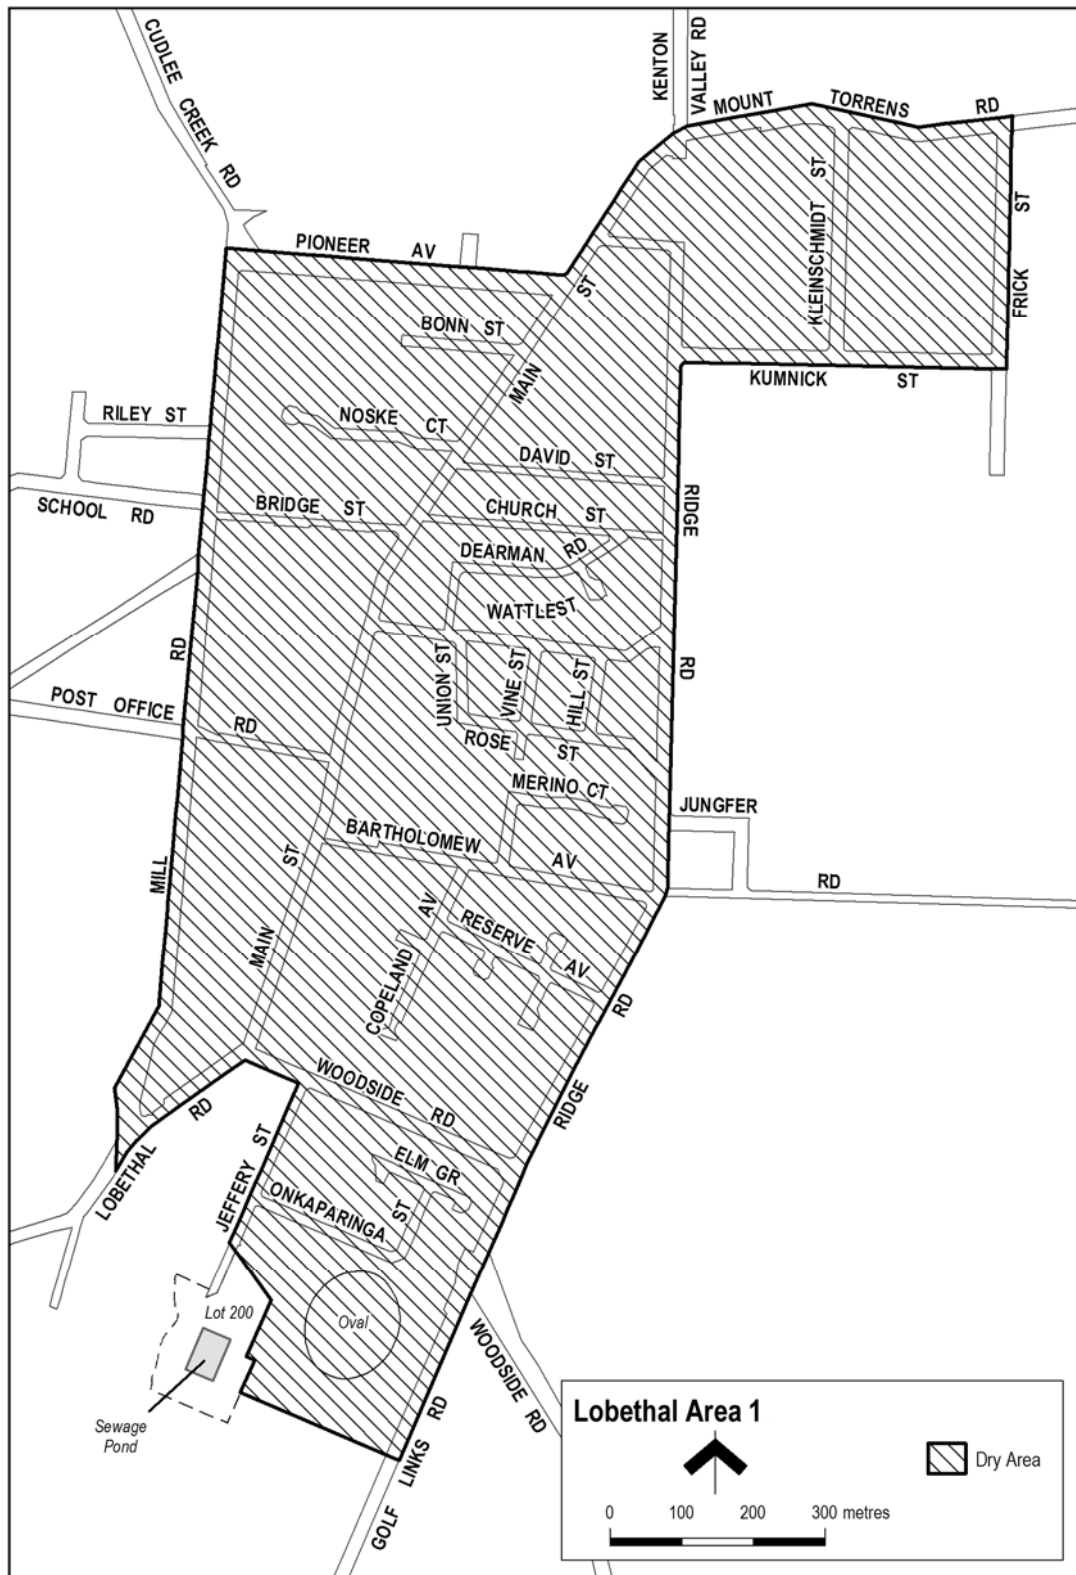 CUDLEE CREEK RD
KENTON
VALLEY RD
MOUNT TORRENS RD
PIONEER AV
KLEINSCHMIDT ST
FRICK ST
BONN ST
MAIN ST
KUMNICK ST
RILEY ST
NOSKE CT
DAVID ST
SCHOOL RD
BRIDGE ST
CHURCH ST
RIDGE RD
DEARMAN RD
WATTLE ST
UNION ST
VINE ST
HILL ST
POST OFFICE RD
ROSE ST
MERINO CT
JUNGFER RD
BARTHOLOMEW AV
MILL RD
MAIN ST
COPELAND AV
RESERVE AV
RIDGE RD
WOODSIDE RD
LOBETHAL RD
JEFFERY ST
ELM GR
ONKAPARINGA ST
Lot 200
Oval
WOODSIDE RD
Sewage
Pond
GOLF LINKS RD
Lobethal Area 1
Dry Area
0 100 200 300 metres